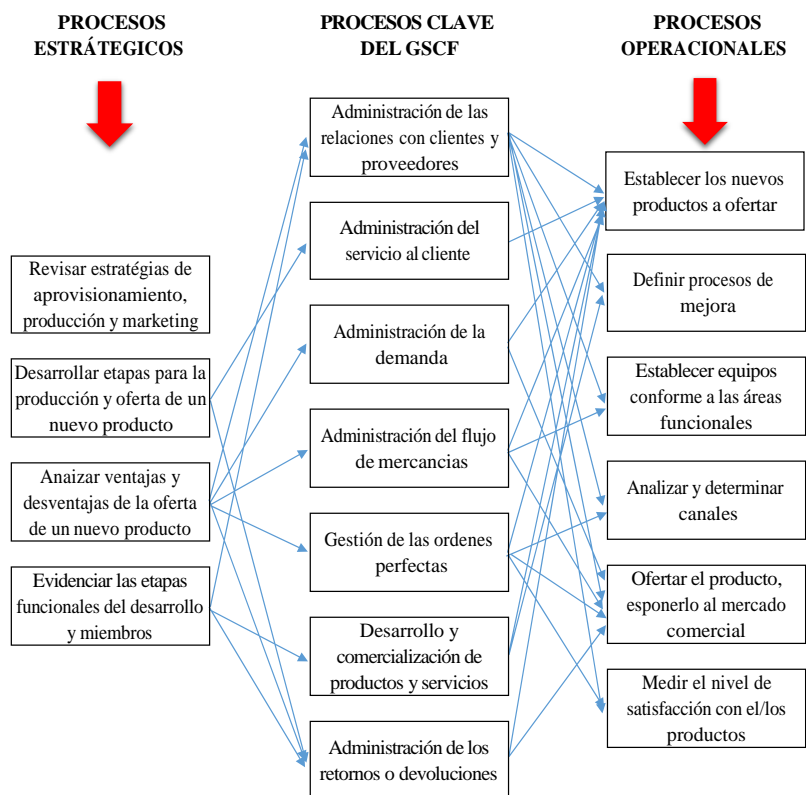 PROCESOS
ESTRÁTEGICOS
PROCESOS CLAVE
DEL GSCF
PROCESOS
OPERACIONALES
Revisar estratégias de
aprovisionamiento,
producción y marketing
Desarrollar etapas para la
producción y oferta de un
nuevo producto
Anaizar ventajas y
desventajas de la oferta
de un nuevo producto
Evidenciar las etapas
funcionales del desarrollo
y miembros
Administración de las
relaciones con clientes y
proveedores
Administración del
servicio al cliente
Administración de la
demanda
Administración del flujo
de mercancias
Gestión de las ordenes
perfectas
Desarrollo y
comercialización de
productos y servicios
Administración de los
retornos o devoluciones
Establecer los nuevos
productos a ofertar
Definir procesos de
mejora
Establecer equipos
conforme a las áreas
funcionales
Analizar y determinar
canales
Ofertar el producto,
esponerlo al mercado
comercial
Medir el nivel de
satisfacción con el/los
productos